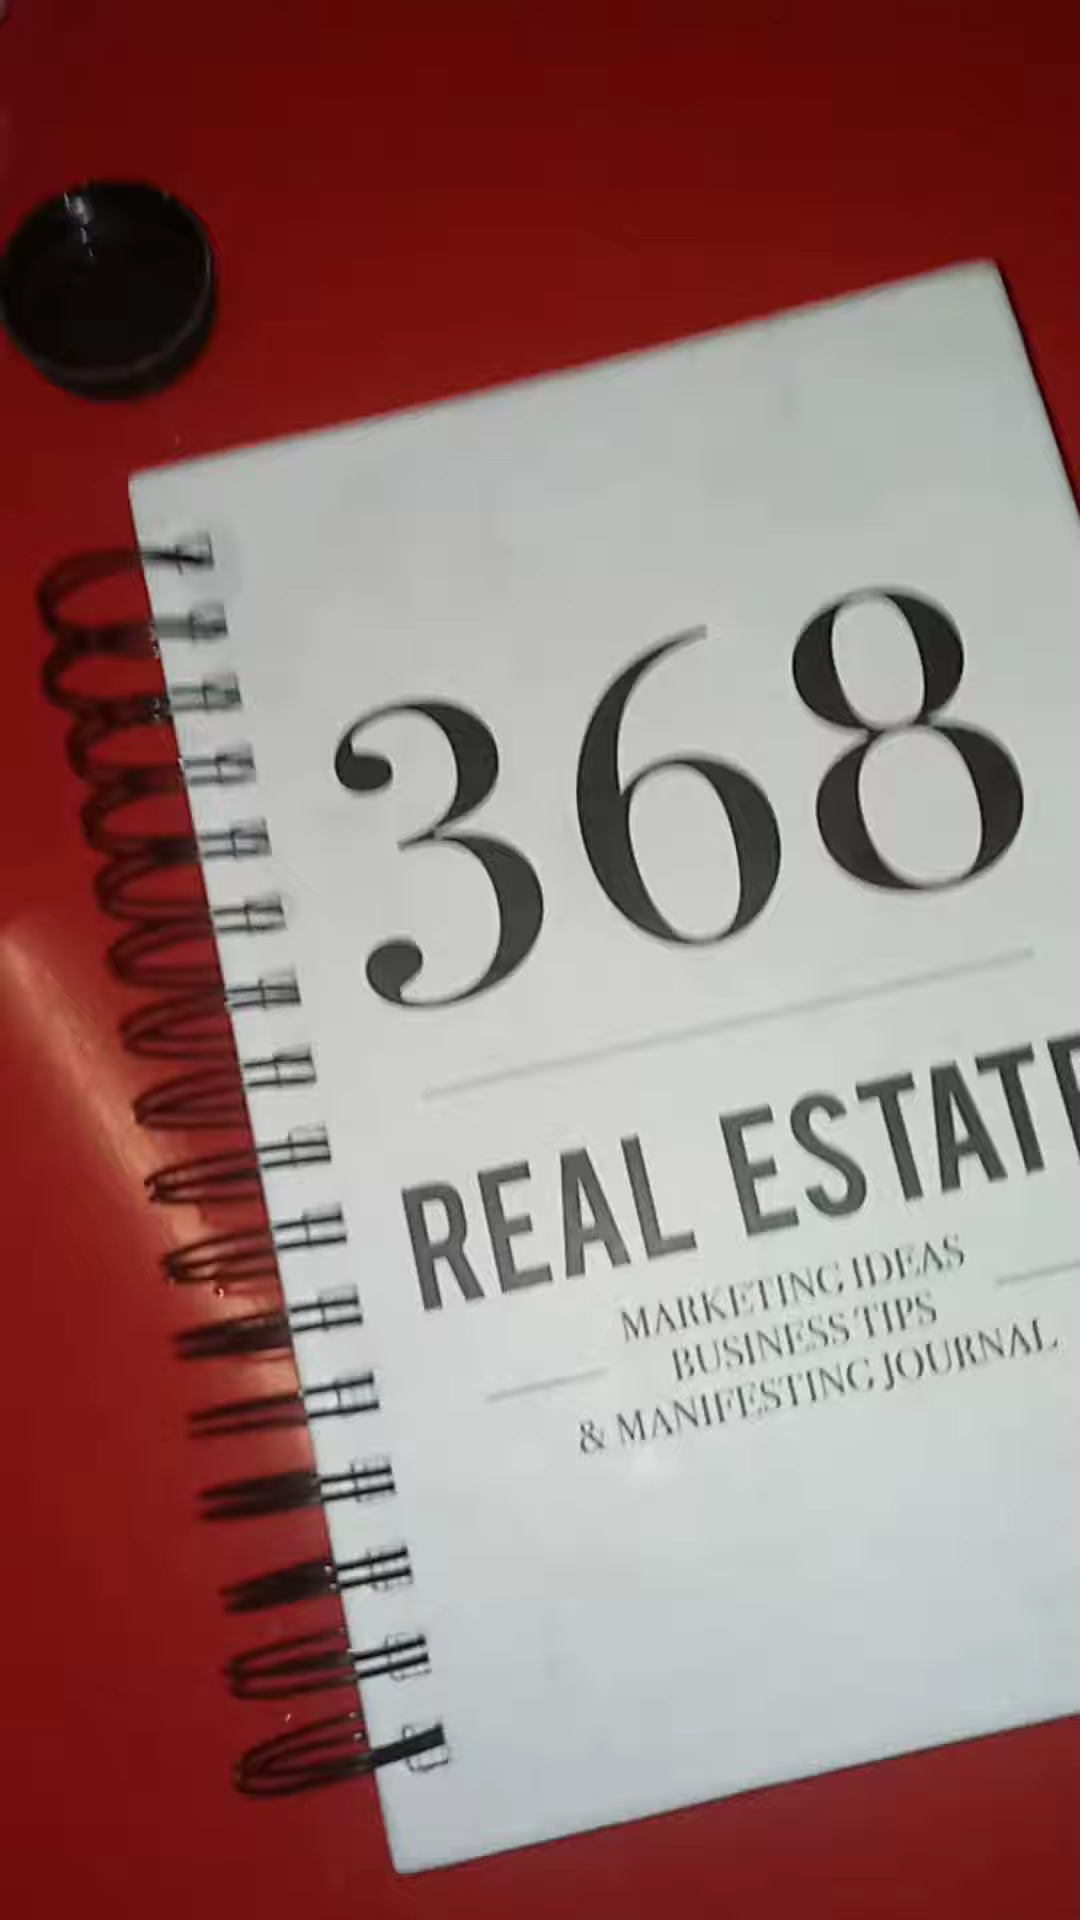 368
REAL ESTATE
MARKETING IDEAS
BUSINESS TIPS
& MANIFESTING JOURNAL